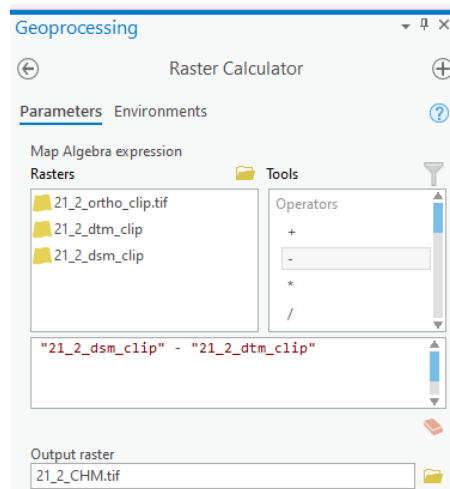 Geoprocessing
Raster Calculator
Parameters Environments
Map Algebra expression
Rasters Tools
21_2_ortho_clip.tif
21_2_dtm_clip
21_2_dsm_clip
Operators
+
-
*
/
"21_2_dsm_clip" - "21_2_dtm_clip"
Output raster
21_2_CHM.tif